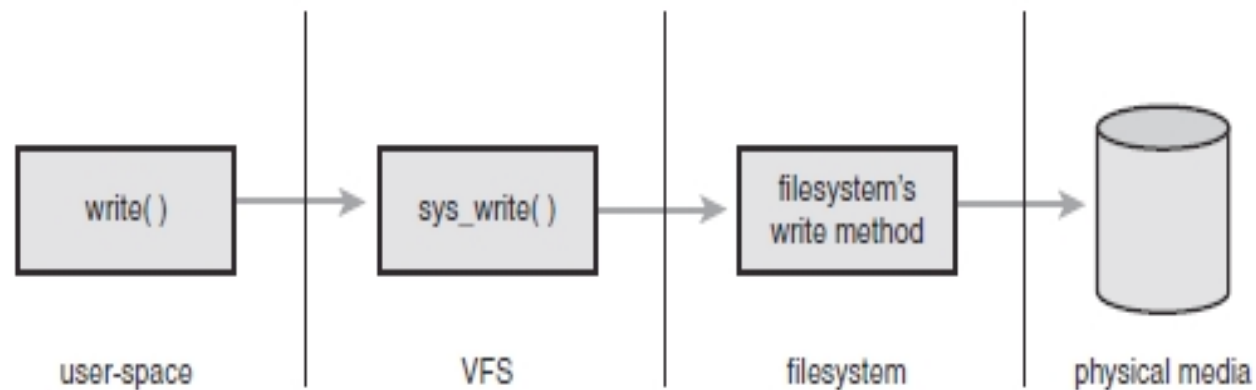 write( )
sys_write( )
filesystem's
write method
user-space
VFS
filesystem
physical media